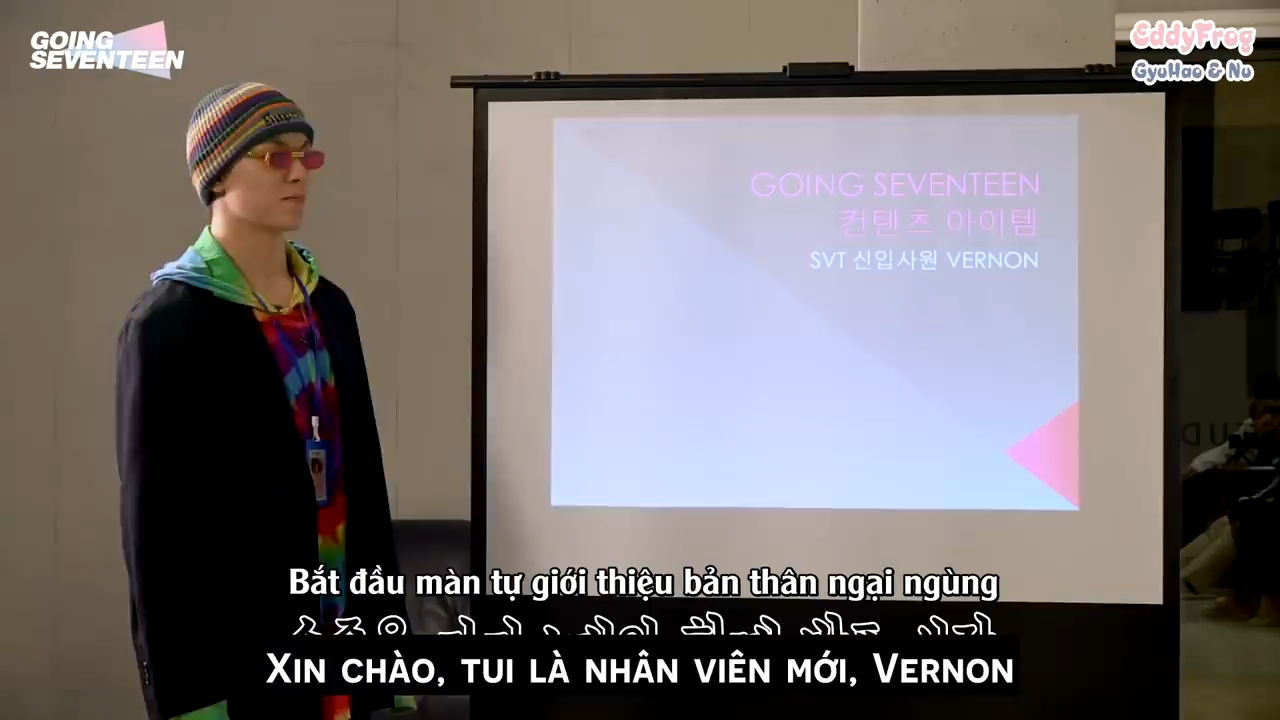 GOING
SEVENTEEN
EddyFrog
GyuHao & Nu
GOING SEVENTEEN
컨텐츠 아이템
SVT 신입사원 VERNON
Bắt đầu màn tự giới thiệu bản thân ngại ngùng
Xin chào, tui là nhân viên mới, Vernon